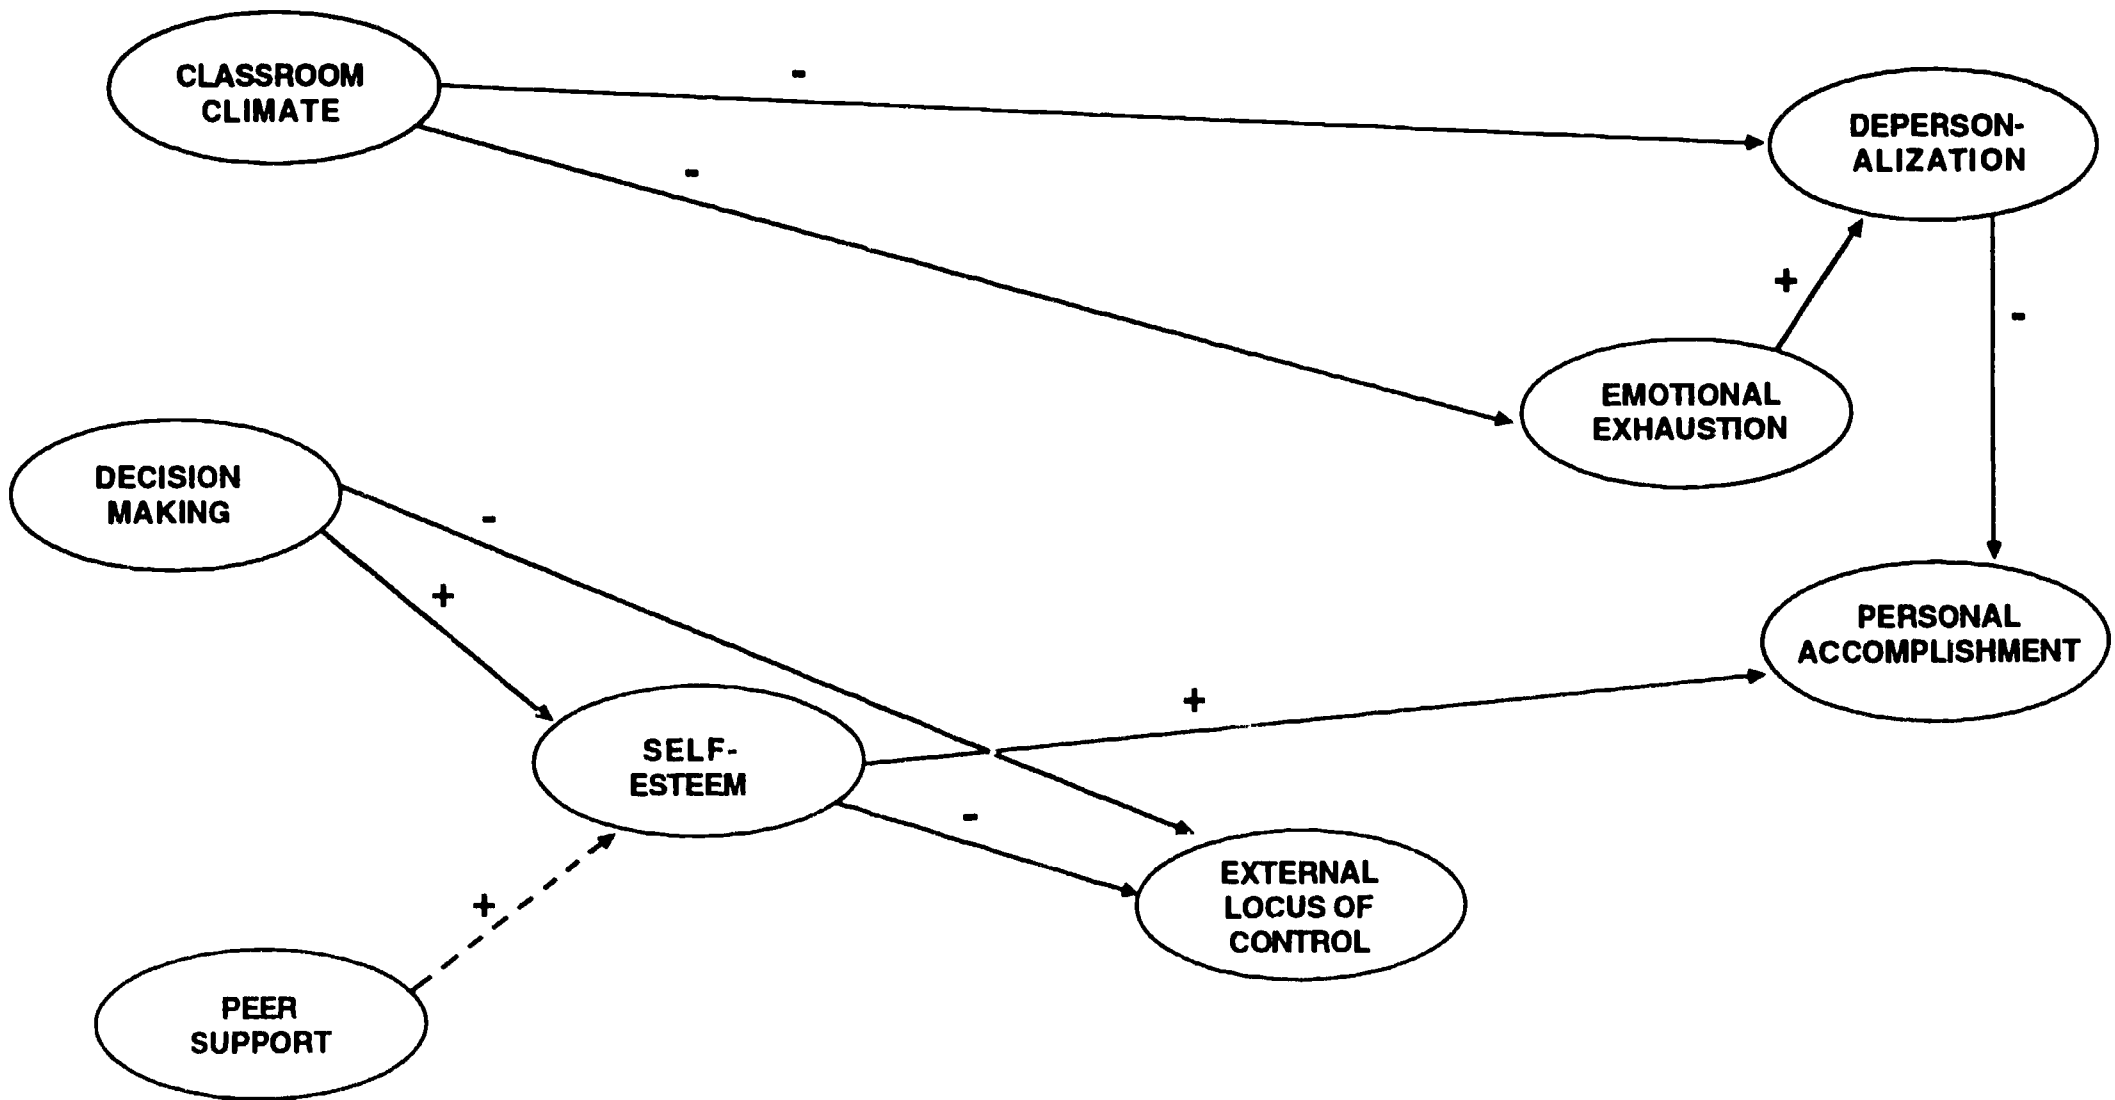 CLASSROOM
CLIMATE
-
-
DEPERSON-
ALIZATION
+
-
EMOTIONAL
EXHAUSTION
DECISION
MAKING
-
+
PERSONAL
ACCOMPLISHMENT
+
SELF-
ESTEEM
-
EXTERNAL
LOCUS OF
CONTROL
+
PEER
SUPPORT